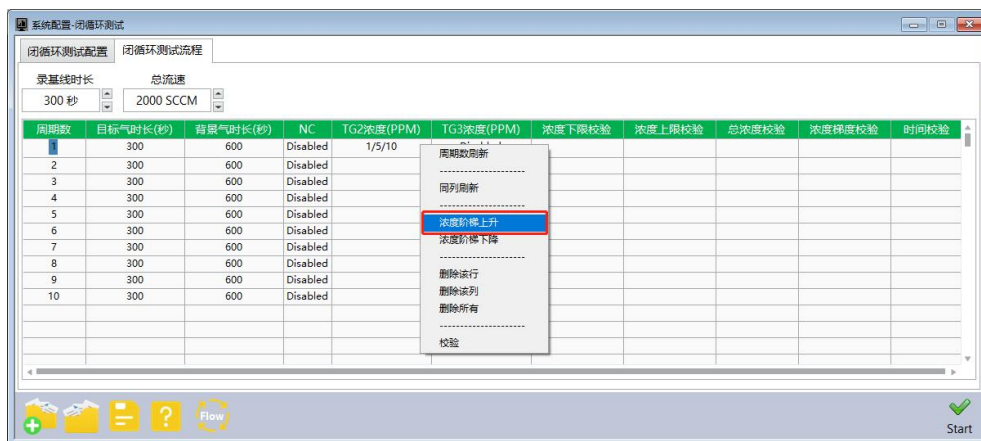 系统配置-闭循环测试
闭循环测试配置 闭循环测试流程
录基线时长 总流速
300 秒 2000 SCCM
周期数 目标气时长(秒) 背景气时长(秒) NC TG2浓度(PPM) TG3浓度(PPM) 浓度下限校验 浓度上限校验 总浓度校验 浓度梯度校验 时间校验
1 300 600 Disabled 1/5/10
2 300 600 Disabled
3 300 600 Disabled
4 300 600 Disabled
5 300 600 Disabled
6 300 600 Disabled
7 300 600 Disabled
8 300 600 Disabled
9 300 600 Disabled
10 300 600 Disabled
周期数刷新
---------------------
同列刷新
---------------------
浓度阶梯上升
浓度阶梯下降
---------------------
删除该行
删除该列
删除所有
---------------------
校验
?
Flow
Start